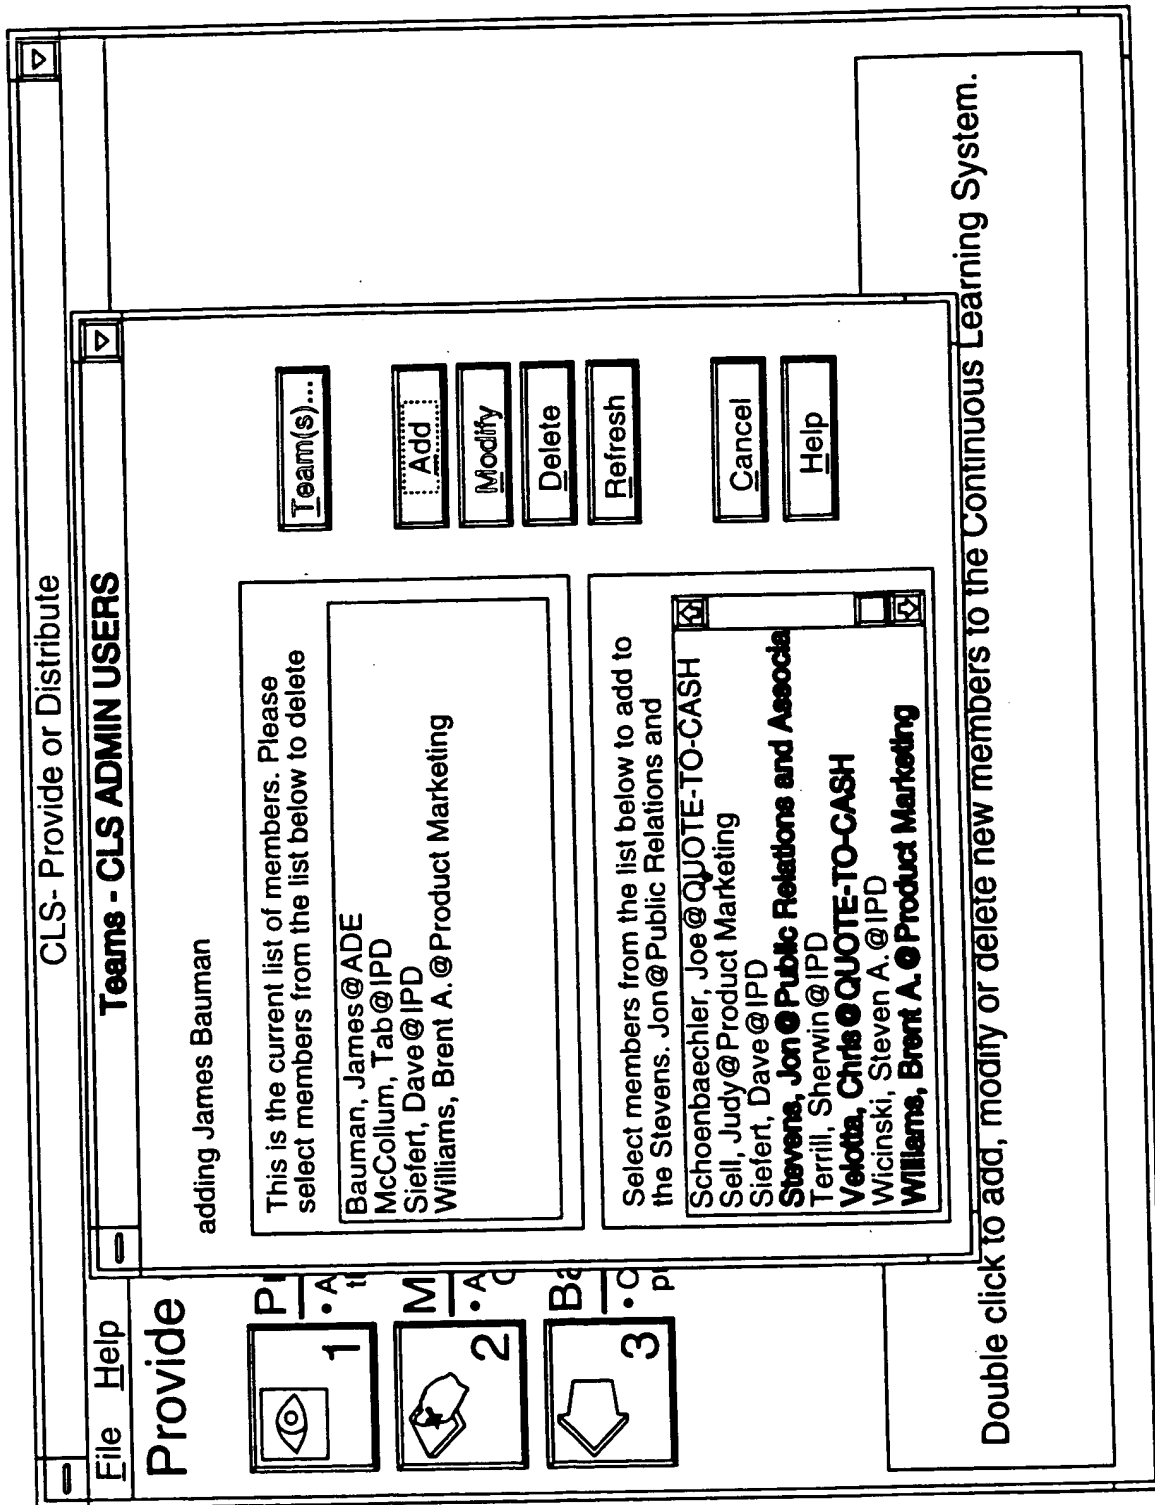 CLS- Provide or Distribute
File Help
Teams - CLS ADMIN USERS
Provide
adding James Bauman
This is the current list of members. Please
select members from the list below to delete
Bauman, James@ADE
McCollum, Tab@IPD
Siefert, Dave@IPD
Williams, Brent A.@Product Marketing
Select members from the list below to add to
the Stevens. Jon@Public Relations and
Schoenbaechler, Joe@QUOTE-TO-CASH
Sell, Judy@Product Marketing
Siefert, Dave@IPD
Stevens, Jon@Public Relations and Associa
Terrill, Sherwin@IPD
Velotta, Chris@QUOTE-TO-CASH
Wicinski, Steven A.@IPD
Williams, Brent A.@Product Marketing
Team(s)...
Add
Modify
Delete
Refresh
Cancel
Help
1
2
3
• A
M
• A
Ba
• C
Double click to add, modify or delete new members to the Continuous Learning System.